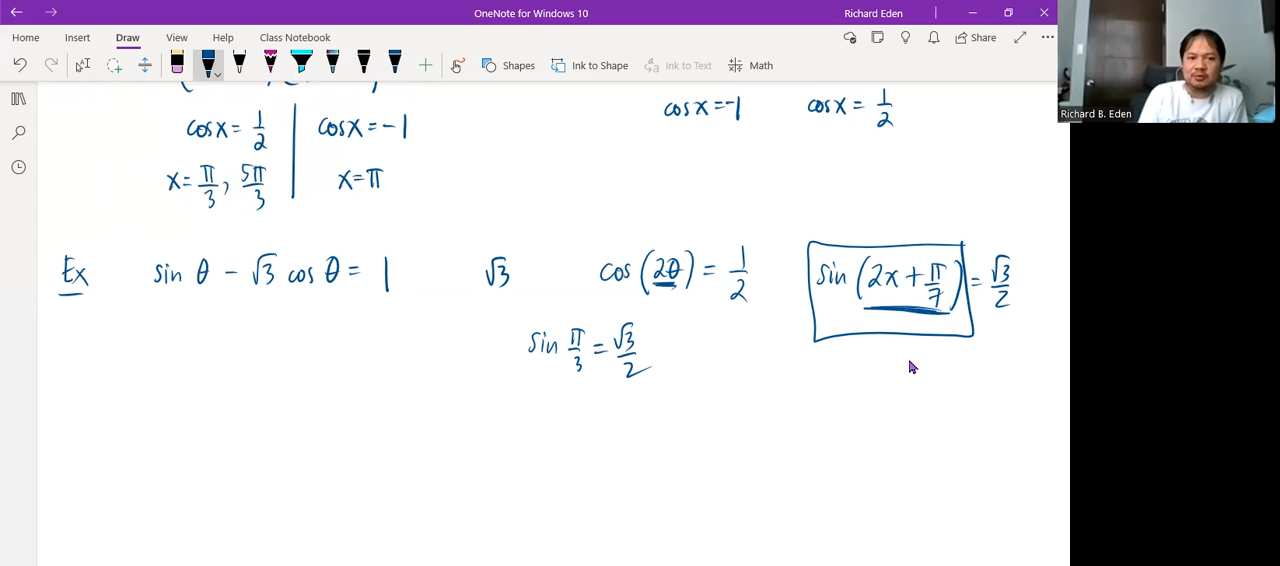 OneNote for Windows 10
Richard Eden
Home Insert Draw View Help Class Notebook
Share
Shapes Ink to Shape Ink to Text Math
Richard B. Eden
cos x = 1/2 | cos x = -1
x = π/3, 5π/3 | x = π
cos x = -1 cos x = 1/2
Ex sin θ - √3 cos θ = 1 √3 cos (2θ) = 1/2 sin (2x + π/7) = √3/2
sin π/3 = √3/2